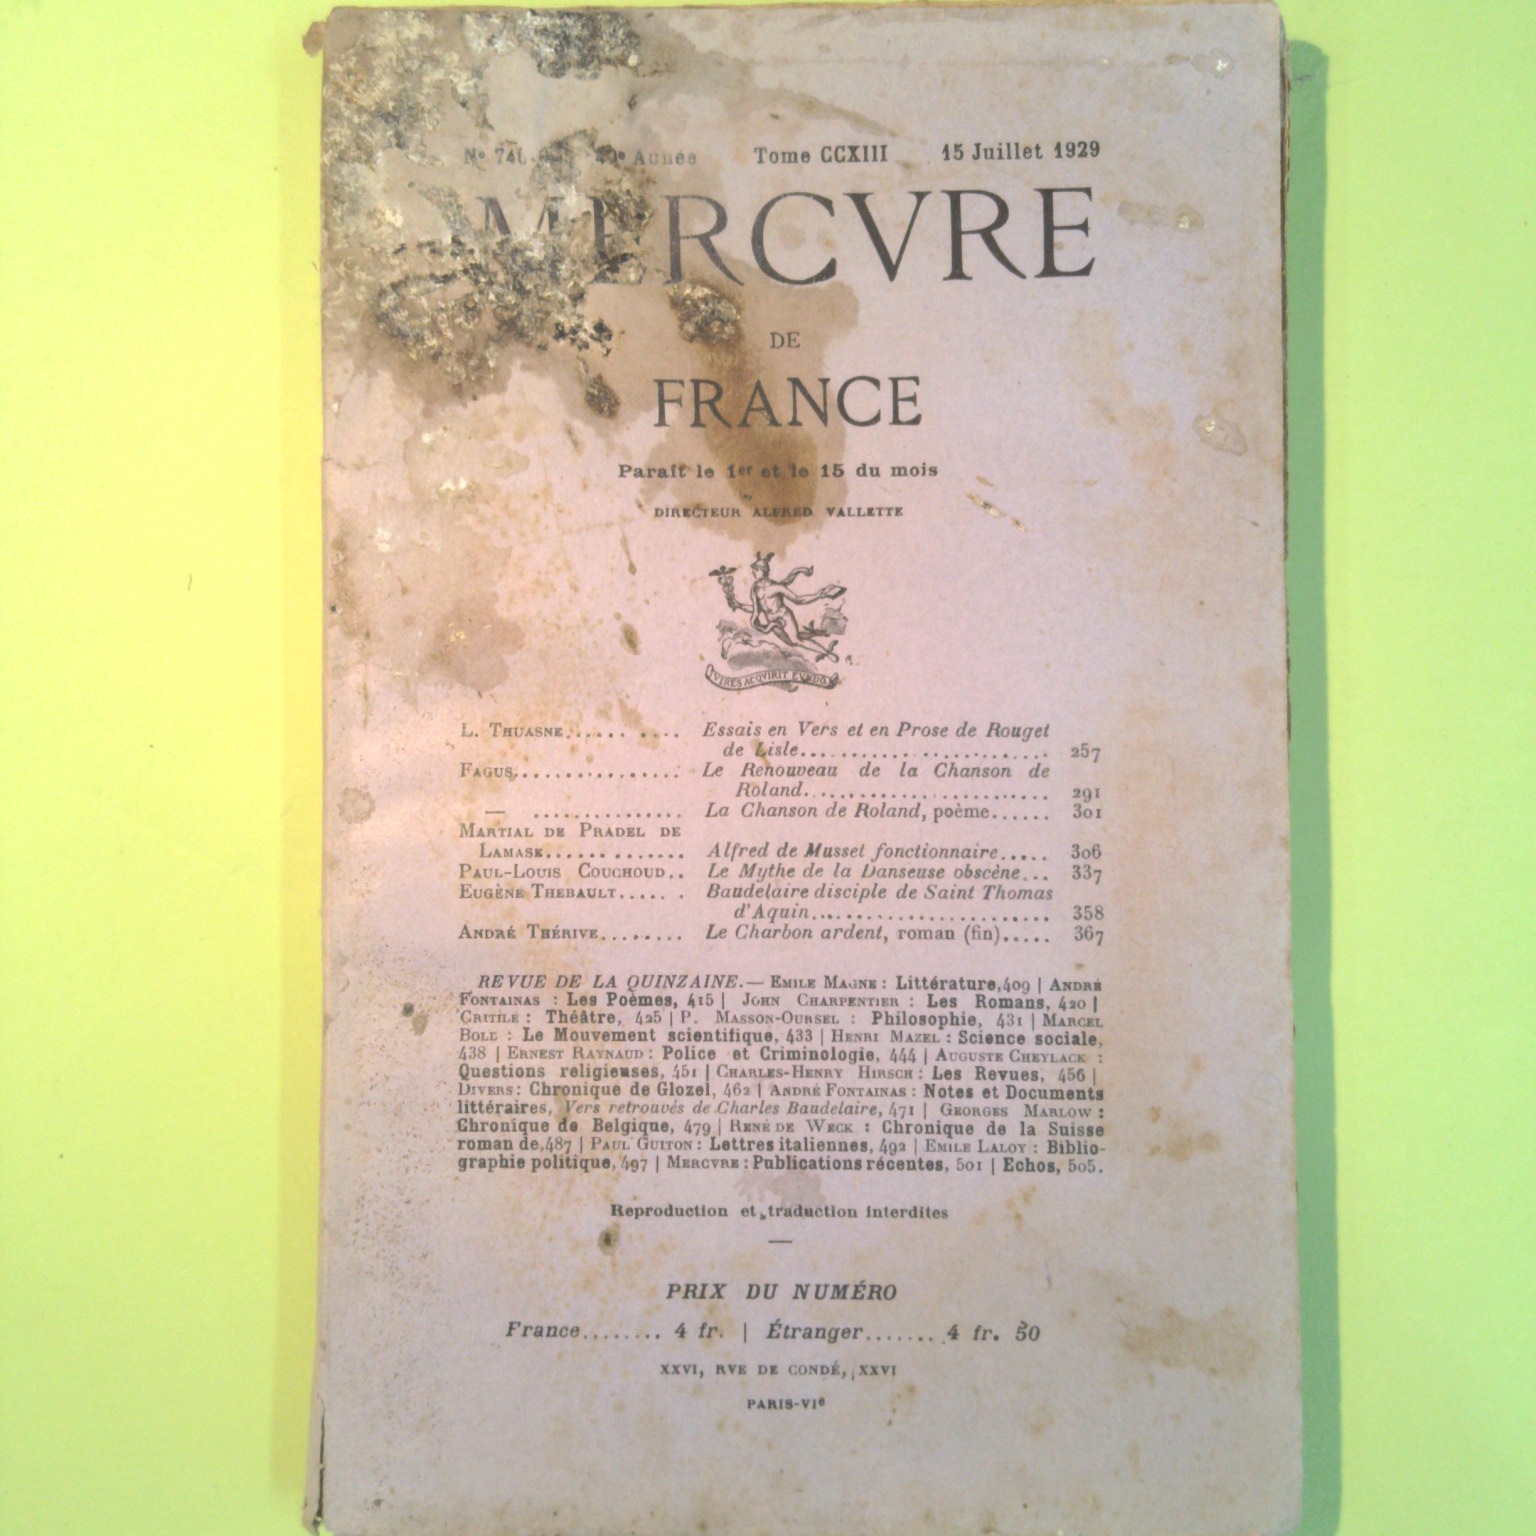 Nº 740 40e Année Tome CCXIII 15 Juillet 1929
MERCVRE
DE
FRANCE
Paraît le 1er et le 15 du mois
DIRECTEUR ALFRED VALLETTE
VIRES ACQVIRIT EVNDO
L. THUASNE...... .... Essais en Vers et en Prose de Rouget
de Lisle........................ 257
FAGUS................ Le Renouveau de la Chanson de
Roland........................ 291
— .............. La Chanson de Roland, poème...... 301
MARTIAL DE PRADEL DE
LAMASE............. Alfred de Musset fonctionnaire..... 306
PAUL-LOUIS COUCHOUD.. Le Mythe de la Danseuse obscène... 337
EUGÈNE THEBAULT..... . Baudelaire disciple de Saint Thomas
d'Aquin....................... 358
ANDRÉ THÉRIVE........ Le Charbon ardent, roman (fin)..... 367
REVUE DE LA QUINZAINE. — EMILE MAGNE : Littérature, 409 | ANDRÉ
FONTAINAS : Les Poèmes, 415 | JOHN CHARPENTIER : Les Romans, 420 |
CRITILE : Théâtre, 425 | P. MASSON-OURSEL : Philosophie, 431 | MARCEL
BOLL : Le Mouvement scientifique, 433 | HENRI MAZEL : Science sociale,
438 | ERNEST RAYNAUD : Police et Criminologie, 444 | AUGUSTE CHEYLACK :
Questions religieuses, 451 | CHARLES-HENRY HIRSCH : Les Revues, 456 |
DIVERS : Chronique de Glozel, 462 | ANDRÉ FONTAINAS : Notes et Documents
littéraires, Vers retrouvés de Charles Baudelaire, 471 | GEORGES MARLOW :
Chronique de Belgique, 479 | RENÉ DE WECK : Chronique de la Suisse
romande, 487 | PAUL GUITON : Lettres italiennes, 492 | EMILE LALOY : Biblio-
graphie politique, 497 | MERCVRE : Publications récentes, 501 | Echos, 505.
Reproduction et traduction interdites
PRIX DU NUMÉRO
France........ 4 fr. | Étranger....... 4 fr. 50
XXVI, RVE DE CONDÉ, XXVI
PARIS-VIe